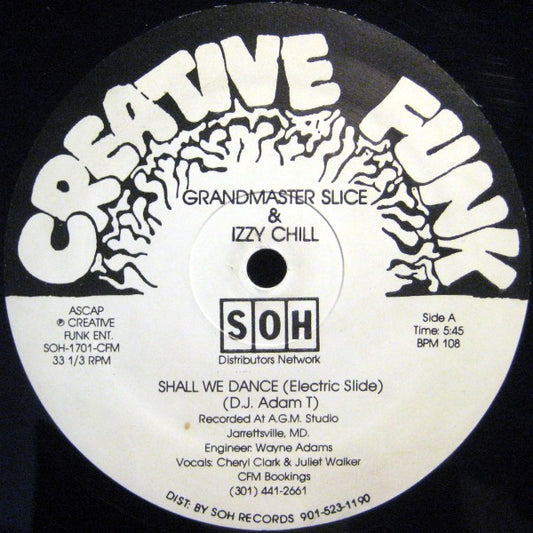 CREATIVE FUNK
GRANDMASTER SLICE
&
IZZY CHILL
ASCAP
℗ CREATIVE
FUNK ENT.
SOH-1701-CFM
33 1/3 RPM
SOH
Distributors Network
Side A
Time: 5:45
BPM 108
SHALL WE DANCE (Electric Slide)
(D.J. Adam T)
Recorded At A.G.M. Studio
Jarrettsville, MD.
Engineer: Wayne Adams
Vocals: Cheryl Clark & Juliet Walker
CFM Bookings
(301) 441-2661
DIST. BY SOH RECORDS 901-523-1190